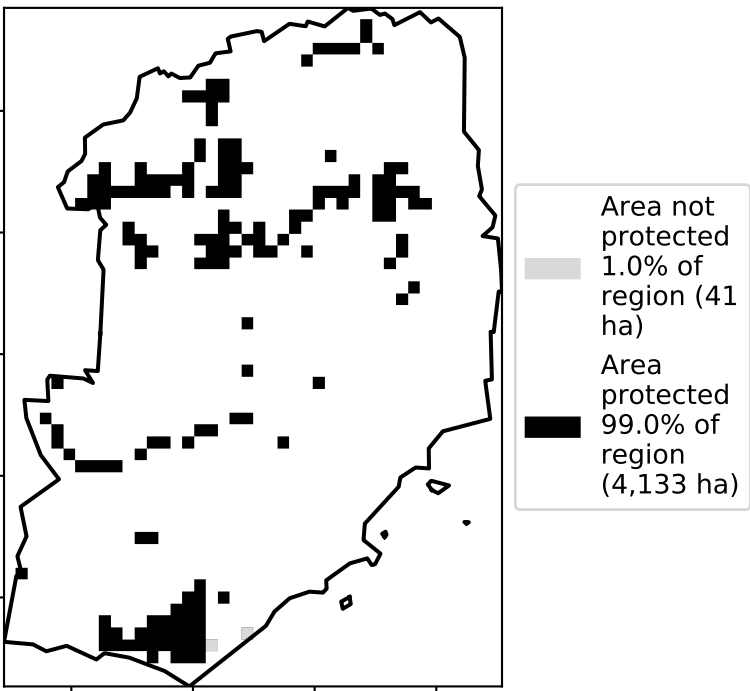 Area not
protected
1.0% of
region (41
ha)
Area
protected
99.0% of
region
(4,133 ha)